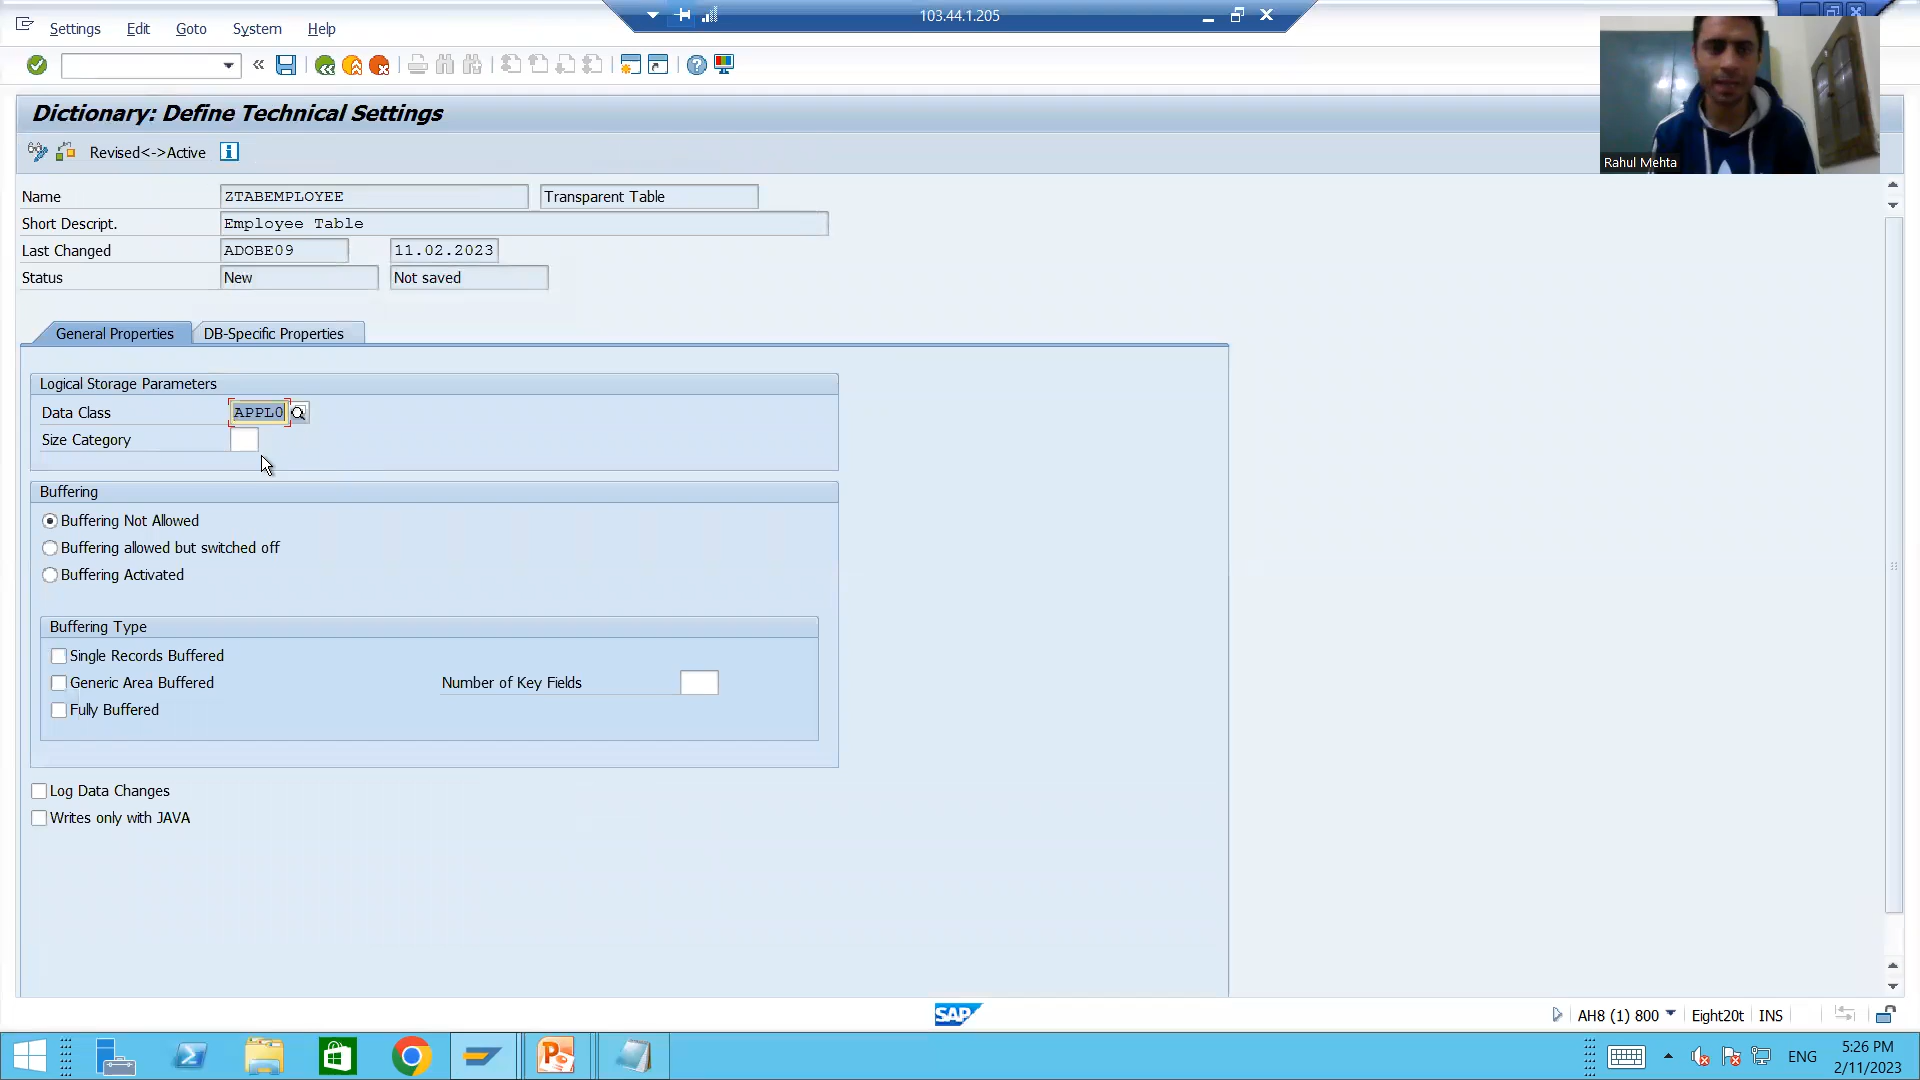 103.44.1.205
Settings Edit Goto System Help
Dictionary: Define Technical Settings
Revised<->Active
Rahul Mehta
Name ZTABEMPLOYEE Transparent Table
Short Descript. Employee Table
Last Changed ADOBE09 11.02.2023
Status New Not saved
General Properties DB-Specific Properties
Logical Storage Parameters
Data Class APPL0
Size Category
Buffering
Buffering Not Allowed
Buffering allowed but switched off
Buffering Activated
Buffering Type
Single Records Buffered
Generic Area Buffered Number of Key Fields
Fully Buffered
Log Data Changes
Writes only with JAVA
SAP AH8 (1) 800 Eight20t INS
ENG 5:26 PM
2/11/2023